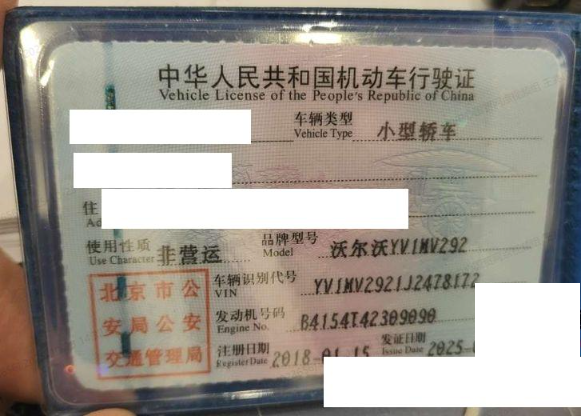 中华人民共和国机动车行驶证
Vehicle License of the People's Republic of China
车辆类型 小型轿车
Vehicle Type
住
Ad
使用性质 非营运 品牌型号 沃尔沃YV1MV292
Use Character Model
车辆识别代号 YV1MV2921J2478172
VIN
发动机号码 B4154T42309090
Engine No.
注册日期 2018-01-15 发证日期 2025-
Register Date Issue Date
北京市公
安局公安
交通管理局